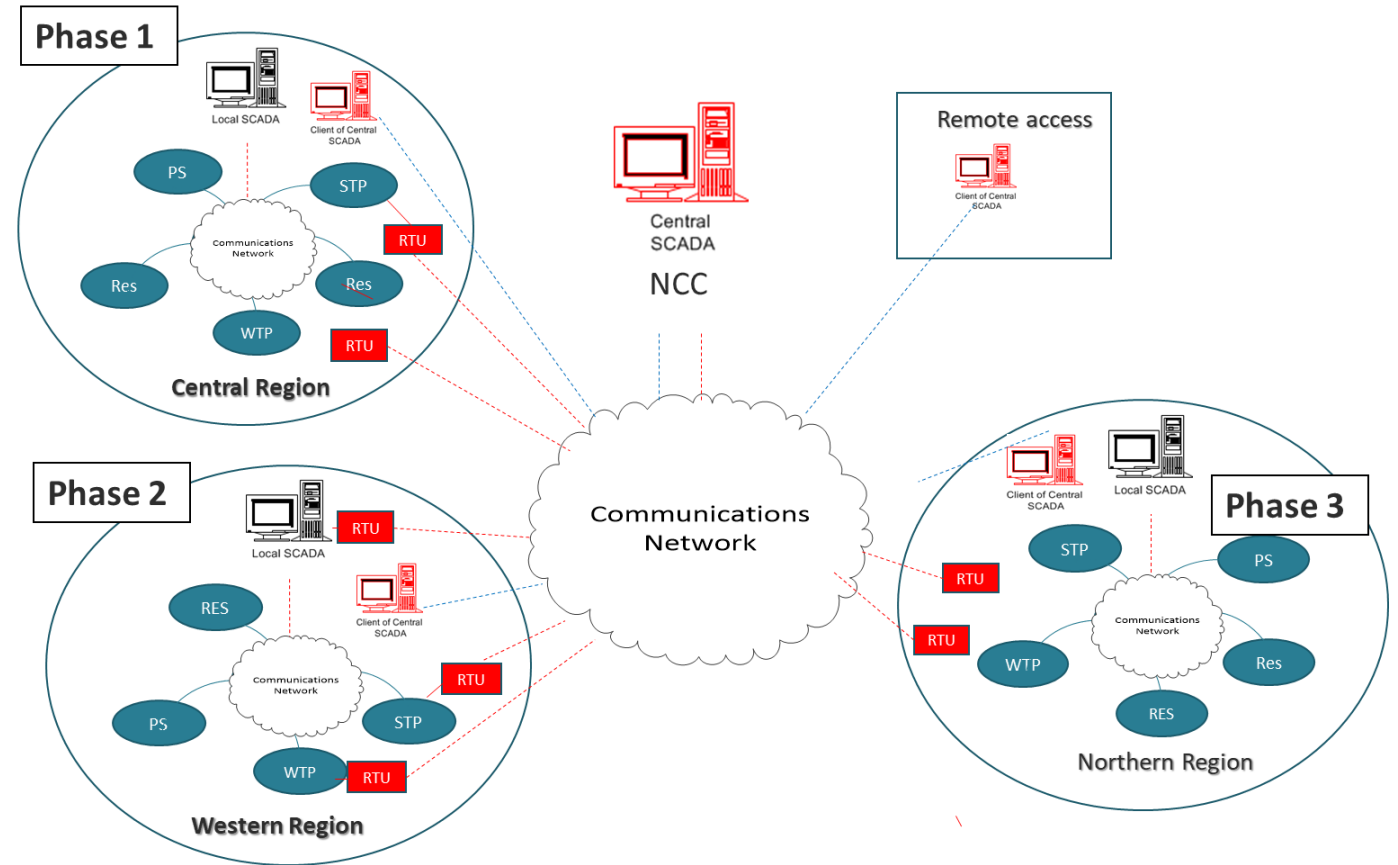 Phase 1
Local SCADA
Client of Central
SCADA
PS
STP
Communications
Network
RTU
Res
Res
WTP
RTU
Central Region
Central
SCADA
NCC
Remote access
Client of Central
SCADA
Communications
Network
Phase 2
Local SCADA
RTU
RES
Client of Central
SCADA
Communications
Network
RTU
PS
STP
WTP
RTU
Western Region
Client of Central
SCADA
Local SCADA
Phase 3
STP
PS
RTU
Communications
Network
RTU
WTP
Res
RES
Northern Region